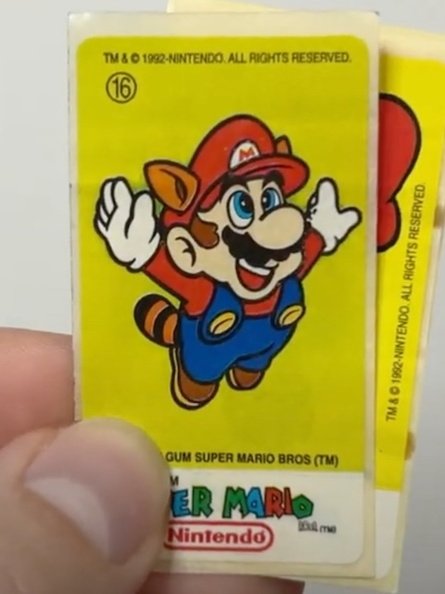 TM & © 1992-NINTENDO. ALL RIGHTS RESERVED.
16
M
GUM SUPER MARIO BROS (TM)
M
ER MARIO
(TM)
Nintendo
TM & © 1992-NINTENDO. ALL RIGHTS RESERVED.